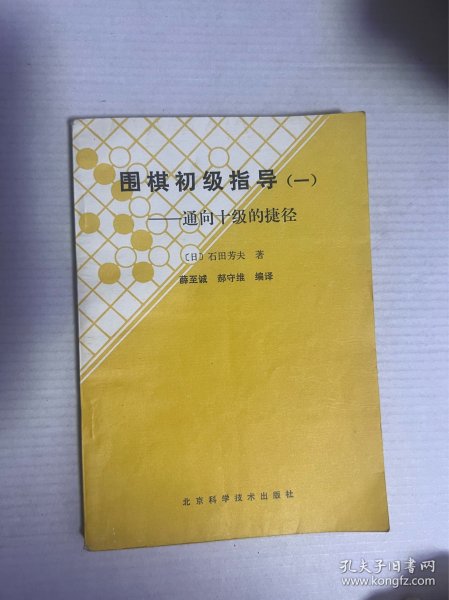 围棋初级指导(一)
——通向十级的捷径
〔日〕石田芳夫 著
薛至诚 郝守维 编译
北京科学技术出版社
孔夫子旧书网
www.kongfz.com